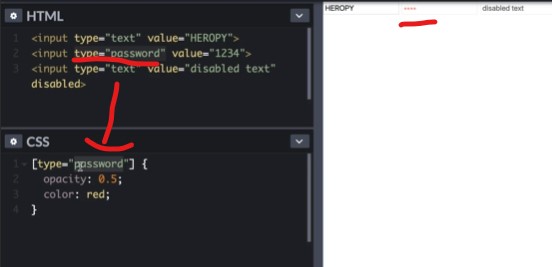 HTML
1 <input type="text" value="HEROPY">
2 <input type="password" value="1234">
3 <input type="text" value="disabled text"
disabled>
CSS
1 [type="password"] {
2 opacity: 0.5;
3 color: red;
4 }
HEROPY •••• disabled text